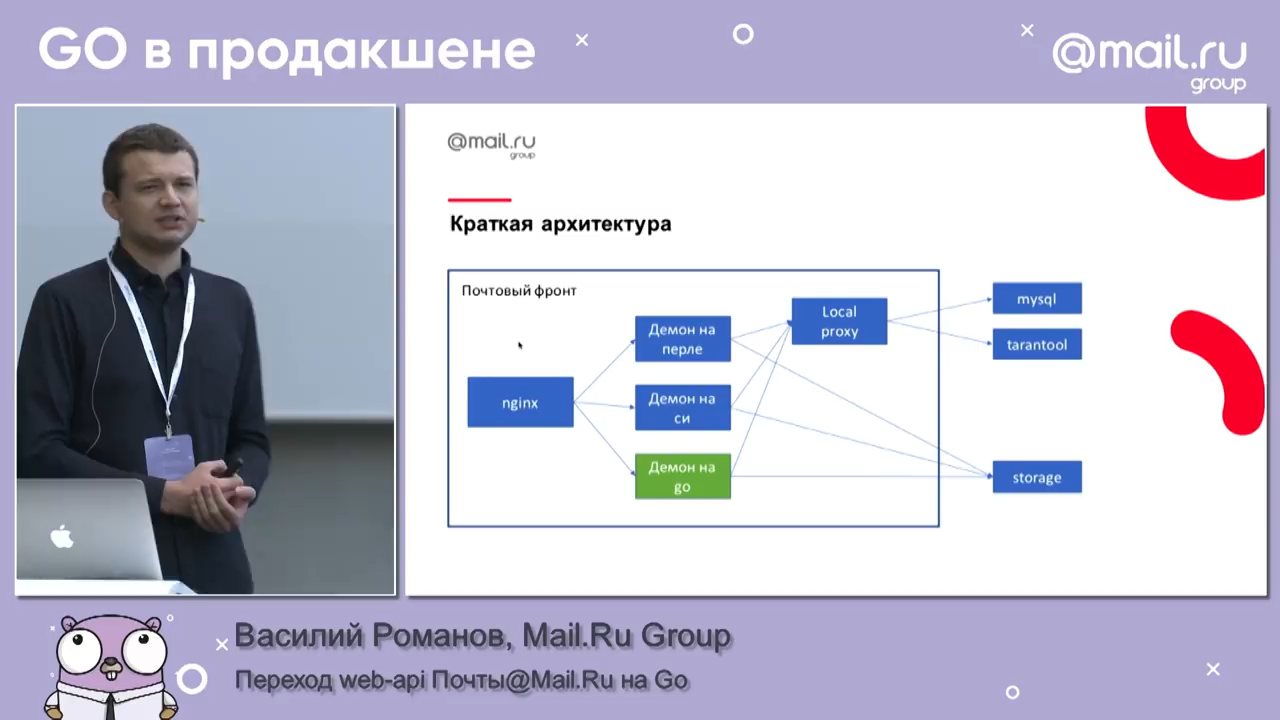 GO в продакшене
@mail.ru
group
@mail.ru
group
Краткая архитектура
Почтовый фронт
nginx
Демон на
перле
Демон на
си
Демон на
go
Local
proxy
mysql
tarantool
storage
Василий Романов, Mail.Ru Group
Переход web-api Почты@Mail.Ru на Go